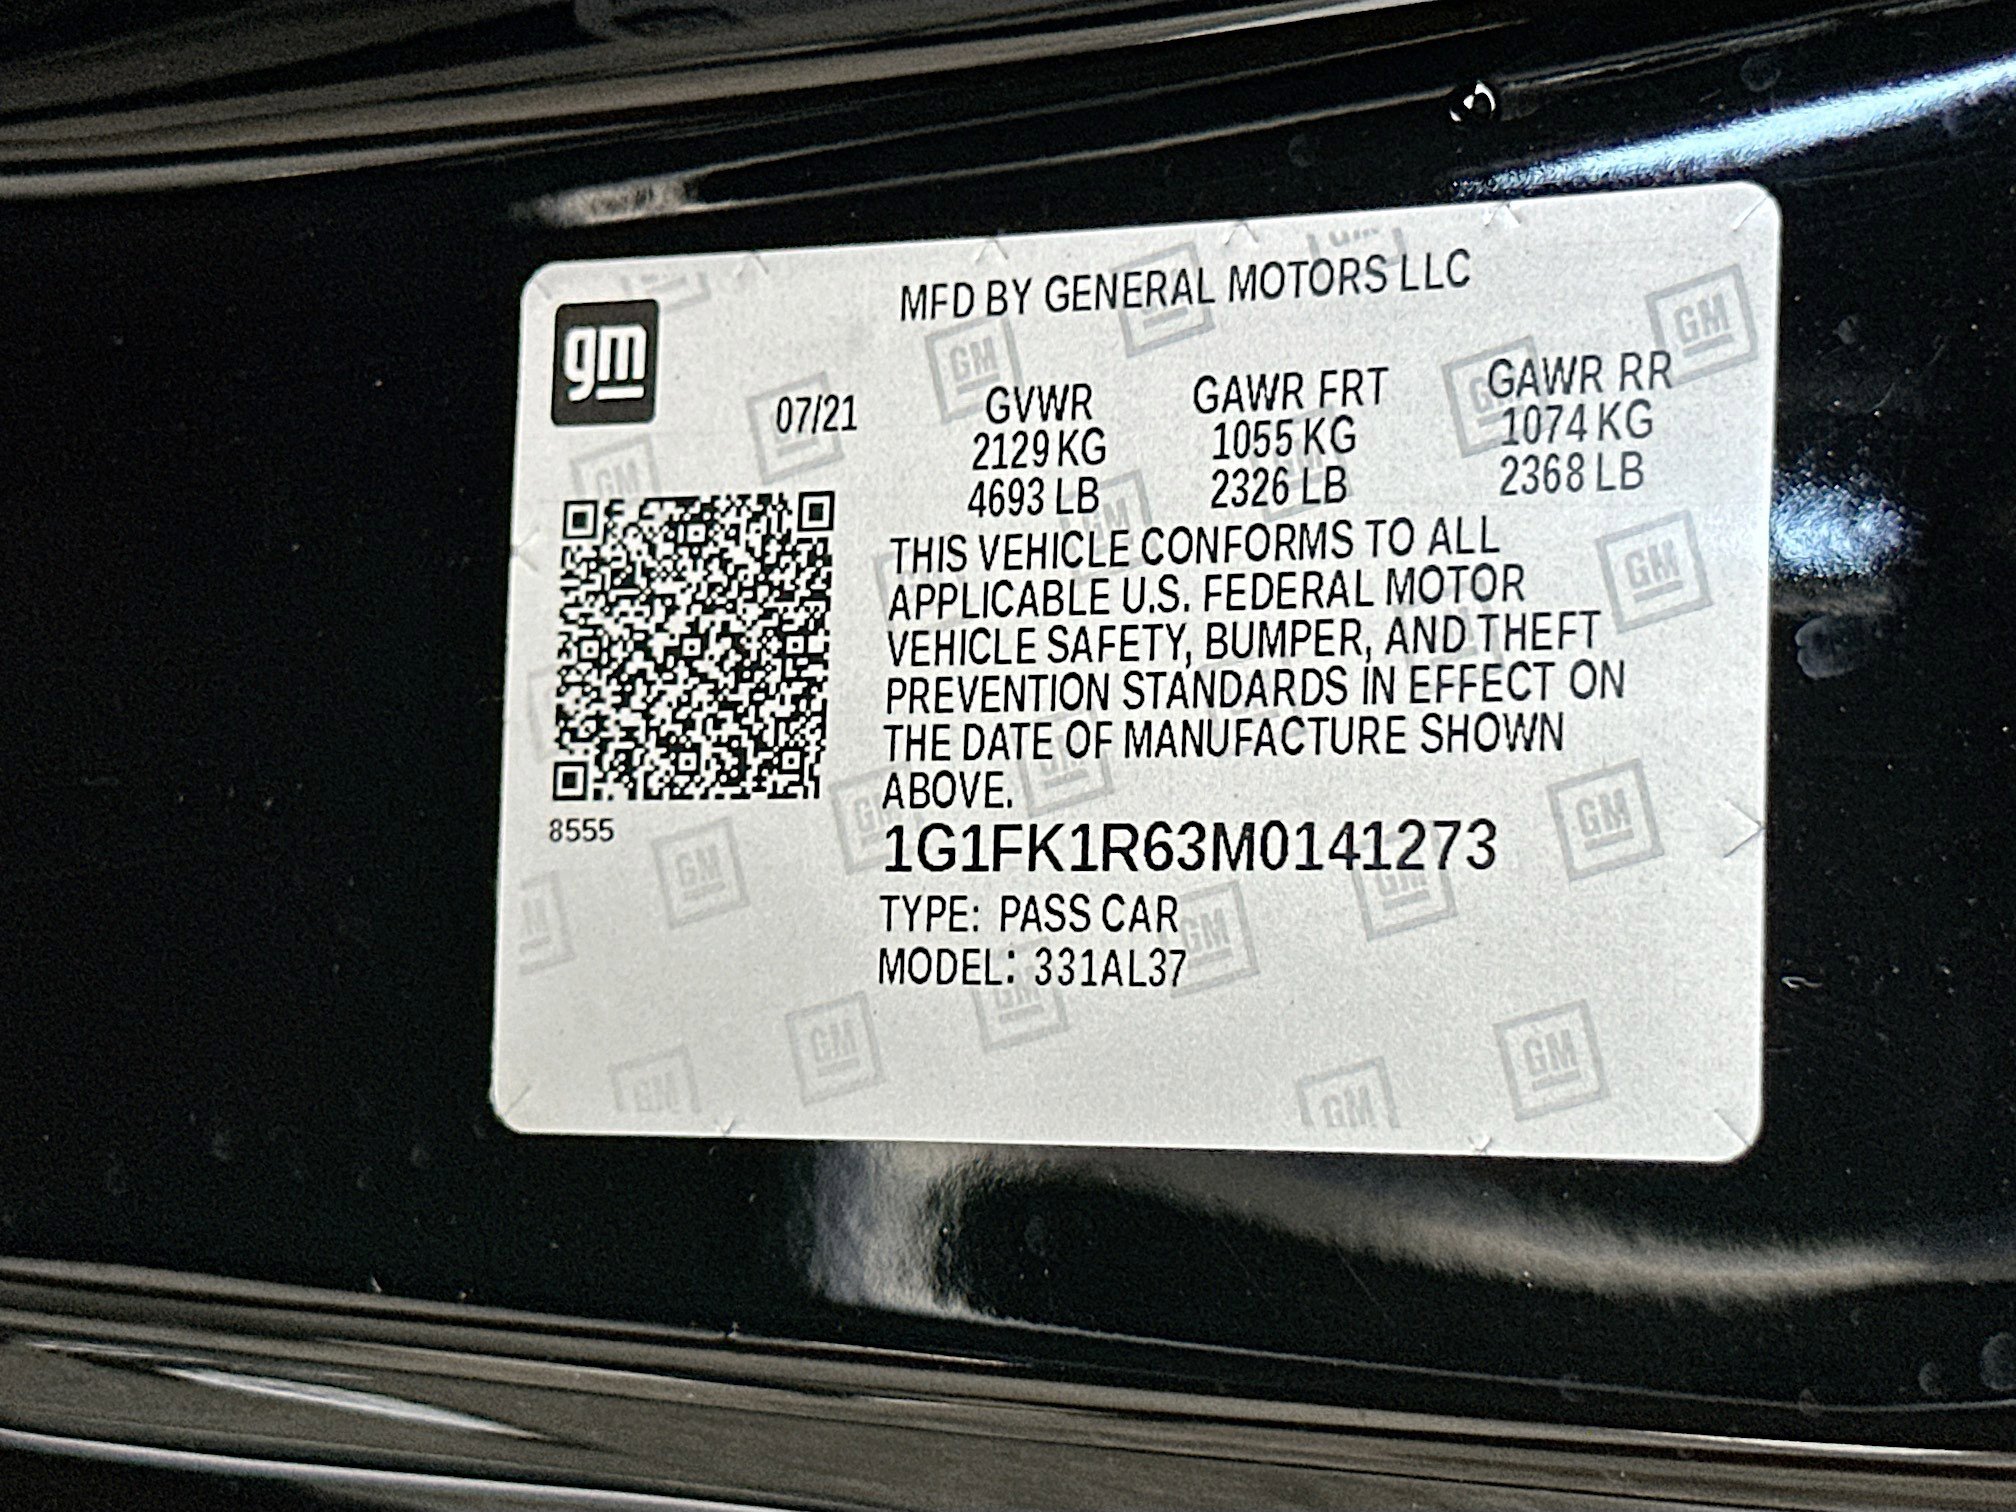 MFD BY GENERAL MOTORS LLC
gm
07/21
GVWR GAWR FRT GAWR RR
2129 KG 1055 KG 1074 KG
4693 LB 2326 LB 2368 LB
THIS VEHICLE CONFORMS TO ALL
APPLICABLE U.S. FEDERAL MOTOR
VEHICLE SAFETY, BUMPER, AND THEFT
PREVENTION STANDARDS IN EFFECT ON
THE DATE OF MANUFACTURE SHOWN
ABOVE.
8555
1G1FK1R63M0141273
TYPE: PASS CAR
MODEL: 331AL37